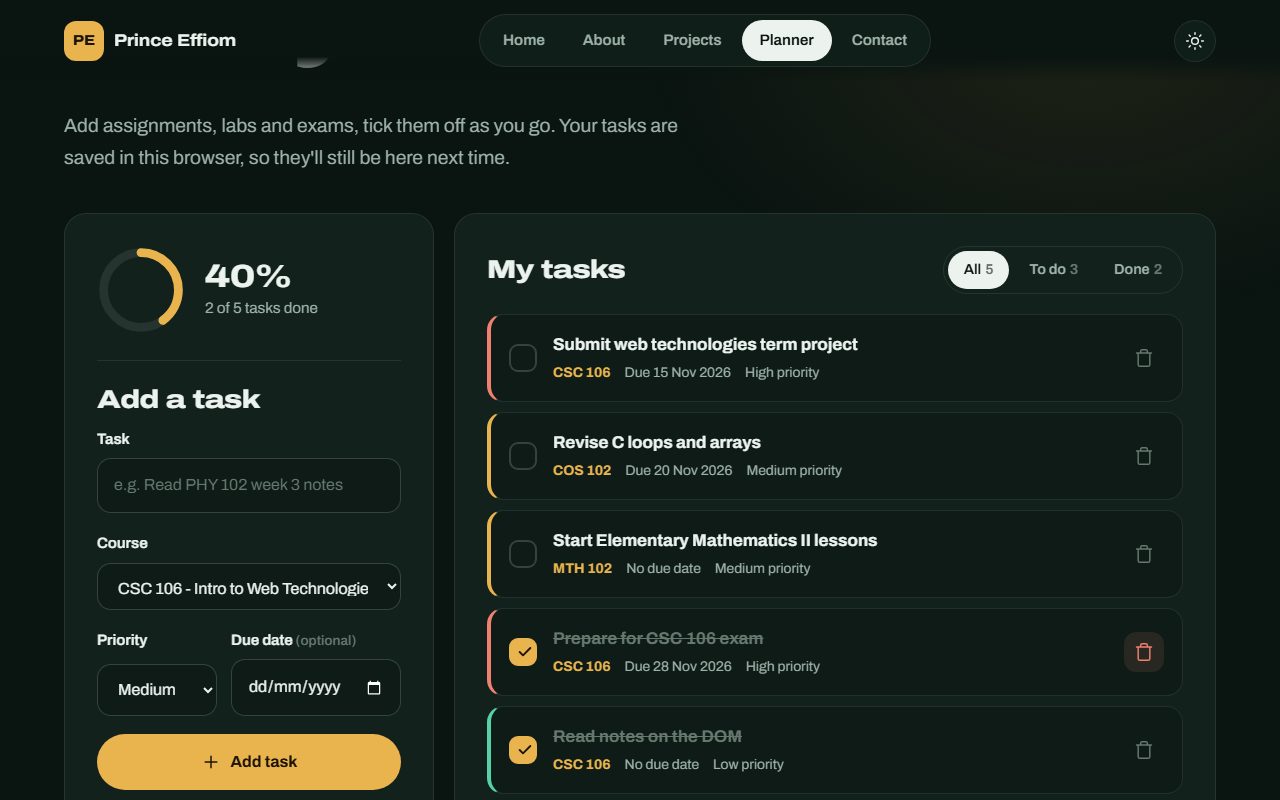 PE Prince Effiom
Home About Projects Planner Contact
Add assignments, labs and exams, tick them off as you go. Your tasks are
saved in this browser, so they'll still be here next time.
40%
2 of 5 tasks done
Add a task
Task
e.g. Read PHY 102 week 3 notes
Course
CSC 106 - Intro to Web Technologie
Priority
Due date (optional)
Medium
dd/mm/yyyy
Add task
My tasks
All 5 To do 3 Done 2
Submit web technologies term project
CSC 106 Due 15 Nov 2026 High priority
Revise C loops and arrays
COS 102 Due 20 Nov 2026 Medium priority
Start Elementary Mathematics II lessons
MTH 102 No due date Medium priority
Prepare for CSC 106 exam
CSC 106 Due 28 Nov 2026 High priority
Read notes on the DOM
CSC 106 No due date Low priority